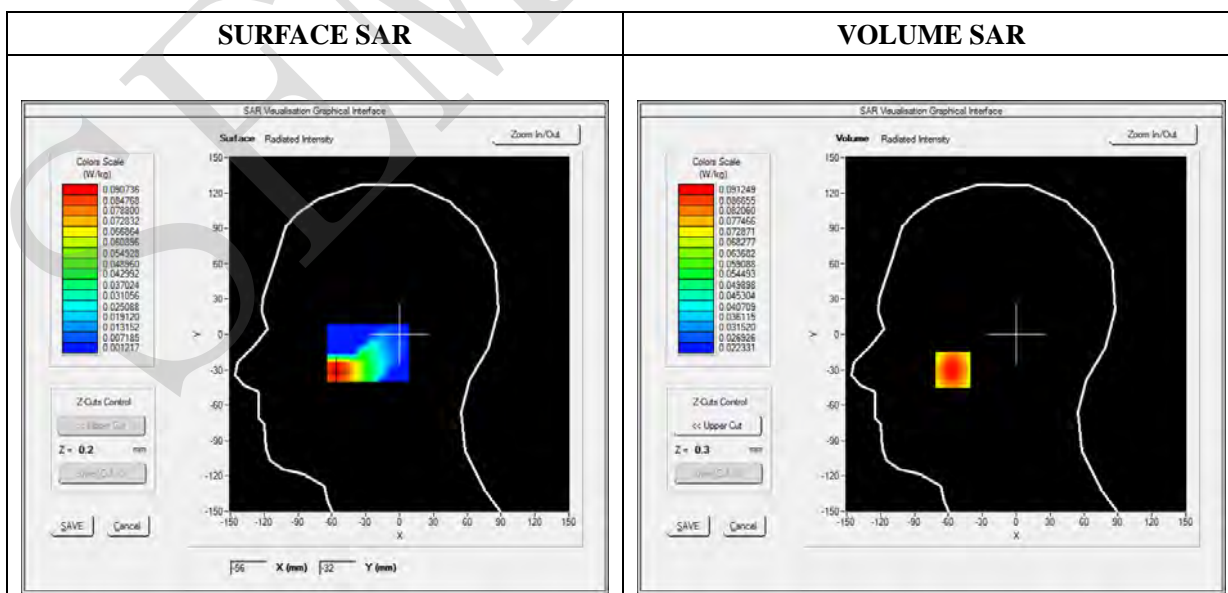 SURFACE SAR
VOLUME SAR
SAR Visualisation Graphical Interface
Surface Radiated Intensity
Zoom In/Out
Colors Scale
(W/kg)
0.090736
0.084768
0.078800
0.072832
0.066864
0.060896
0.054928
0.048960
0.042992
0.037024
0.031056
0.025088
0.019120
0.013152
0.007185
0.001217
150
120
90
60
30
0
-30
-60
-90
-120
-150
Y
-150 -120 -90 -60 -30 0 30 60 90 120 150
X
Z-Cuts Control
<< Upper Cut
Z = 0.2 mm
SAVE Cancel
-56 X (mm) -32 Y (mm)
SAR Visualisation Graphical Interface
Volume Radiated Intensity
Zoom In/Out
Colors Scale
(W/kg)
0.091249
0.086655
0.082060
0.077466
0.072871
0.068277
0.063682
0.059088
0.054493
0.049898
0.045304
0.040709
0.036115
0.031520
0.026926
0.022331
150
120
90
60
30
0
-30
-60
-90
-120
-150
Y
-150 -120 -90 -60 -30 0 30 60 90 120 150
X
Z-Cuts Control
<< Upper Cut
Z = 0.3 mm
SAVE Cancel